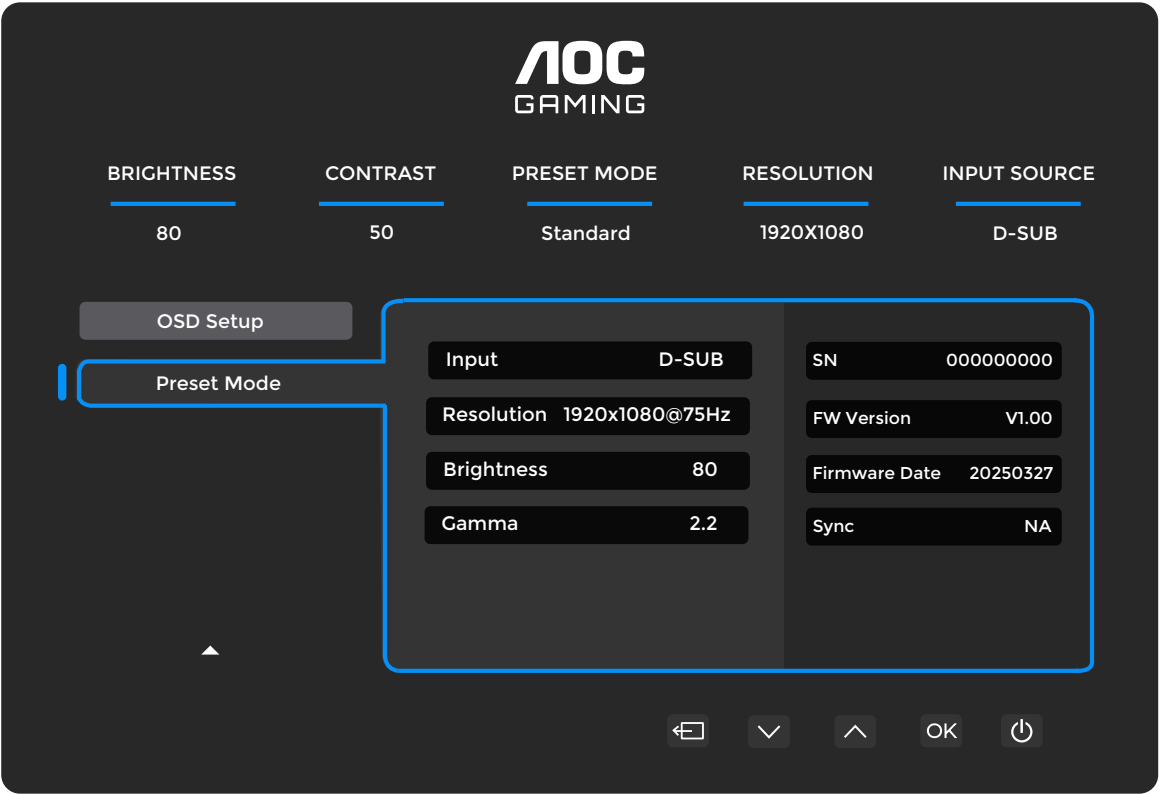 AOC
GAMING
BRIGHTNESS CONTRAST PRESET MODE RESOLUTION INPUT SOURCE
80 50 Standard 1920X1080 D-SUB
OSD Setup
Preset Mode
Input D-SUB
Resolution 1920x1080@75Hz
Brightness 80
Gamma 2.2
SN 000000000
FW Version V1.00
Firmware Date 20250327
Sync NA
OK